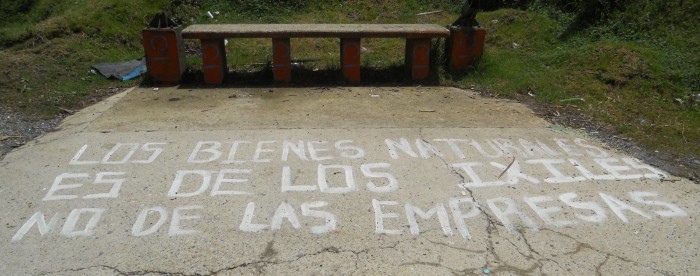 LOS BIENES NATURALES
ES DE LOS IXILES
NO DE LAS EMPRESAS